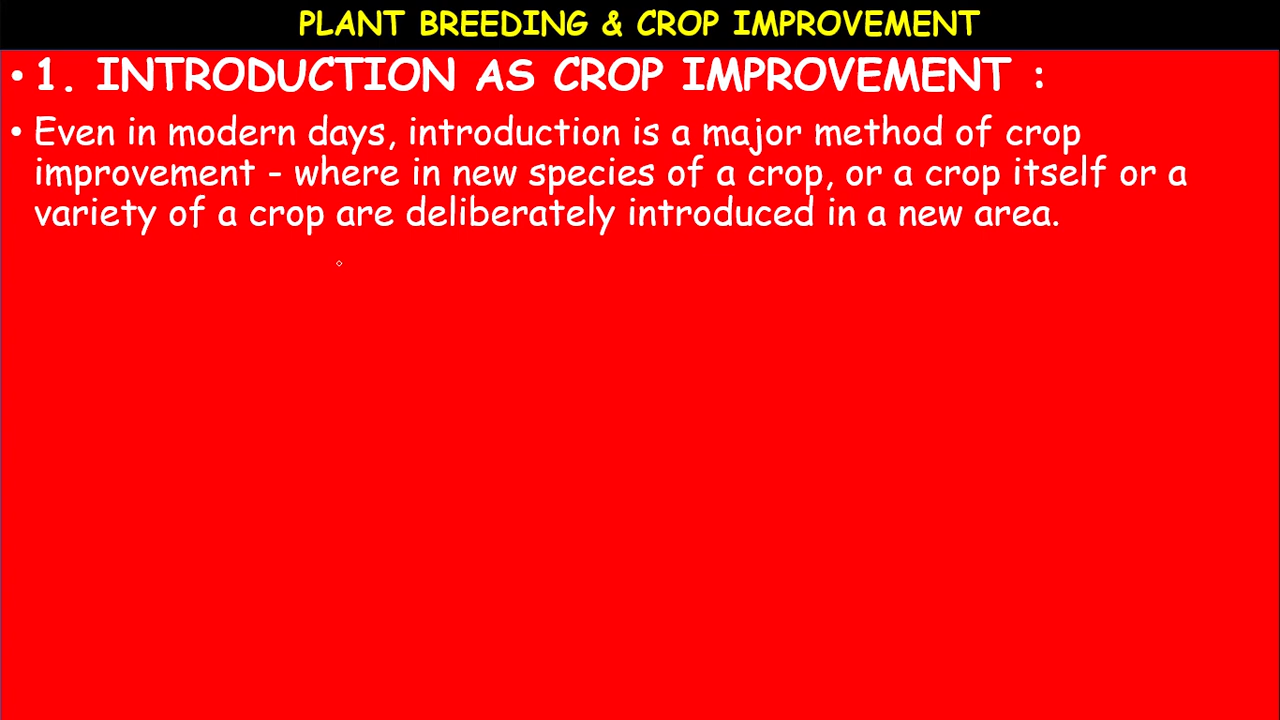 PLANT BREEDING & CROP IMPROVEMENT
• 1. INTRODUCTION AS CROP IMPROVEMENT :
• Even in modern days, introduction is a major method of crop
improvement - where in new species of a crop, or a crop itself or a
variety of a crop are deliberately introduced in a new area.